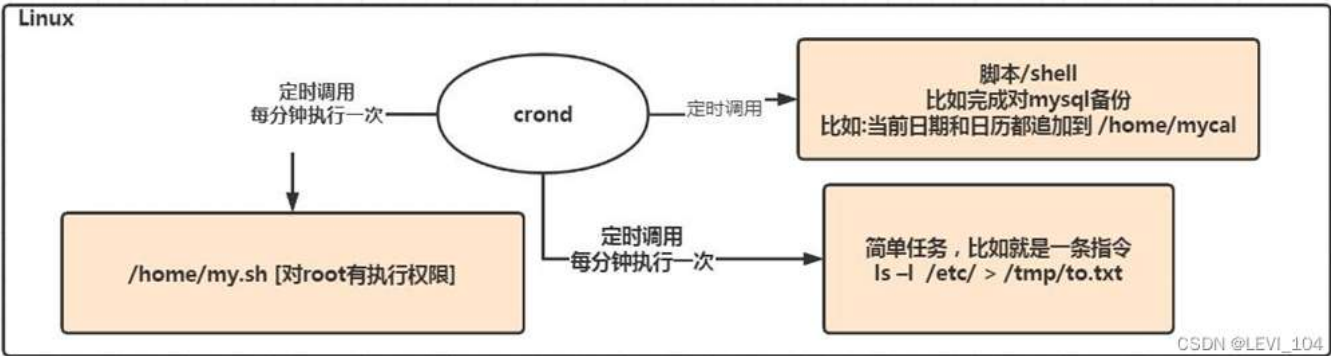 Linux
定时调用
每分钟执行一次
crond
定时调用
脚本/shell
比如完成对mysql备份
比如:当前日期和日历都追加到 /home/mycal
/home/my.sh [对root有执行权限]
定时调用
每分钟执行一次
简单任务，比如就是一条指令
ls –l /etc/ > /tmp/to.txt
CSDN @LEVI_104